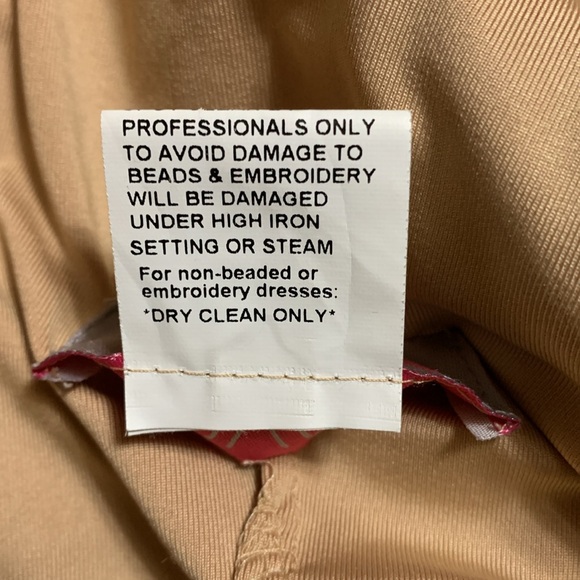 PROFESSIONALS ONLY
TO AVOID DAMAGE TO
BEADS & EMBROIDERY
WILL BE DAMAGED
UNDER HIGH IRON
SETTING OR STEAM
For non-beaded or
embroidery dresses:
*DRY CLEAN ONLY*